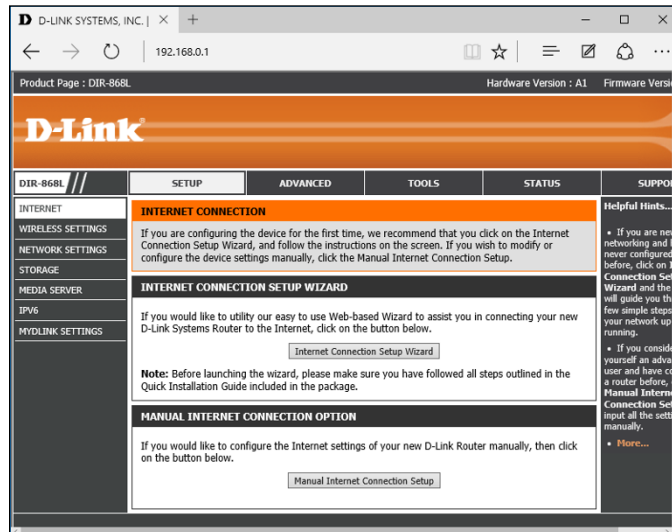 D-LINK SYSTEMS, INC. |
192.168.0.1
Product Page : DIR-868L
Hardware Version : A1
Firmware Versi
D-Link
DIR-868L
SETUP
ADVANCED
TOOLS
STATUS
SUPPO
INTERNET
WIRELESS SETTINGS
NETWORK SETTINGS
STORAGE
MEDIA SERVER
IPV6
MYDLINK SETTINGS
INTERNET CONNECTION
If you are configuring the device for the first time, we recommend that you click on the Internet
Connection Setup Wizard, and follow the instructions on the screen. If you wish to modify or
configure the device settings manually, click the Manual Internet Connection Setup.
INTERNET CONNECTION SETUP WIZARD
If you would like to utility our easy to use Web-based Wizard to assist you in connecting your new
D-Link Systems Router to the Internet, click on the button below.
Internet Connection Setup Wizard
Note: Before launching the wizard, please make sure you have followed all steps outlined in the
Quick Installation Guide included in the package.
MANUAL INTERNET CONNECTION OPTION
If you would like to configure the Internet settings of your new D-Link Router manually, then click
on the button below.
Manual Internet Connection Setup
Helpful Hints...
• If you are new
networking and
never configured
before, click on
Connection Set
Wizard and the
will guide you th
few simple steps
your network up
running.
• If you conside
yourself an adva
user and have co
a router before,
Manual Interne
Connection Set
input all the setti
manually.
• More...